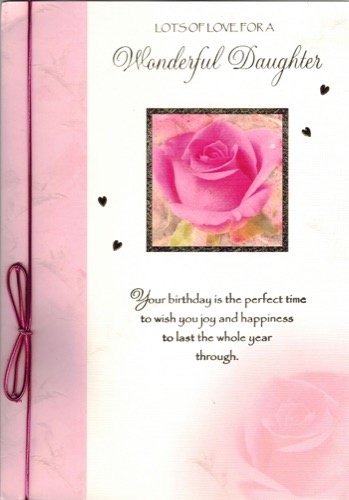 LOTS OF LOVE FOR A
Wonderful Daughter
Your birthday is the perfect time
to wish you joy and happiness
to last the whole year
through.